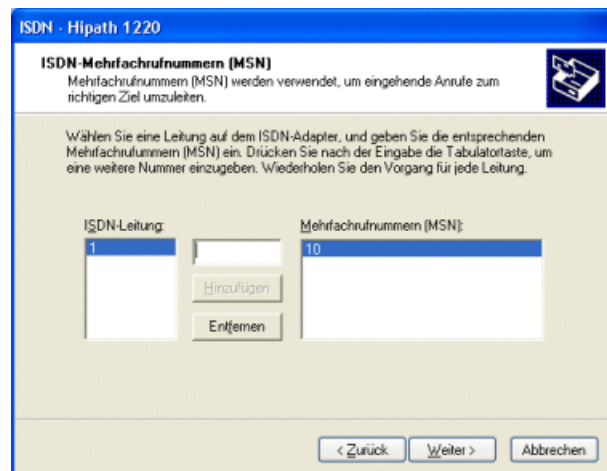 ISDN - Hipath 1220
ISDN-Mehrfachrufnummern (MSN)
Mehrfachrufnummern (MSN) werden verwendet, um eingehende Anrufe zum
richtigen Ziel umzuleiten.
Wählen Sie eine Leitung auf dem ISDN-Adapter, und geben Sie die entsprechenden
Mehrfachrufummern (MSN) ein. Drücken Sie nach der Eingabe die Tabulatortaste, um
eine weitere Nummer einzugeben. Wiederholen Sie den Vorgang für jede Leitung.
ISDN-Leitung:
Mehrfachrufnummern (MSN):
1
10
Hinzufügen
Entfernen
< Zurück
Weiter >
Abbrechen